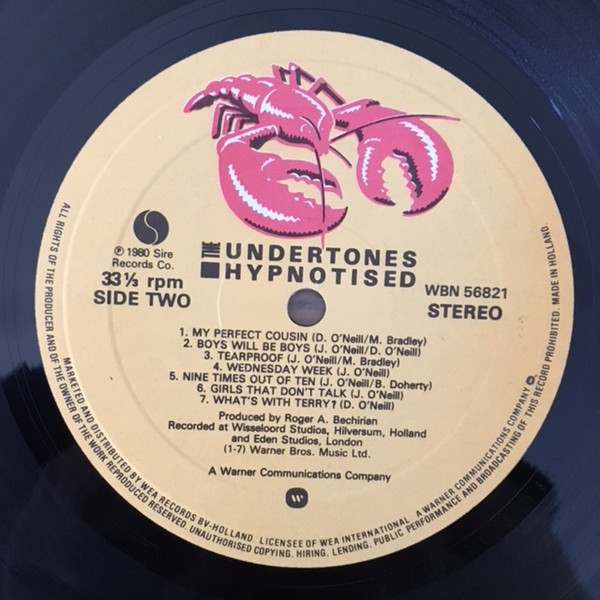 THE UNDERTONES
HYPNOTISED
℗ 1980 Sire
Records Co.
33⅓ rpm
SIDE TWO
WBN 56821
STEREO
1. MY PERFECT COUSIN (D. O'Neill/M. Bradley)
2. BOYS WILL BE BOYS (J. O'Neill/D. O'Neill)
3. TEARPROOF (J. O'Neill/M. Bradley)
4. WEDNESDAY WEEK (J. O'Neill)
5. NINE TIMES OUT OF TEN (J. O'Neill/B. Doherty)
6. GIRLS THAT DON'T TALK (J. O'Neill)
7. WHAT'S WITH TERRY? (D. O'Neill)
Produced by Roger A. Bechirian
Recorded at Wisseloord Studios, Hilversum, Holland
and Eden Studios, London
(1-7) Warner Bros. Music Ltd.
A Warner Communications Company
ALL RIGHTS OF THE PRODUCER AND OF THE OWNER OF THE WORK REPRODUCED RESERVED. UNAUTHORISED COPYING, HIRING, LENDING, PUBLIC PERFORMANCE AND BROADCASTING OF THIS RECORD PROHIBITED. MADE IN HOLLAND.
MARKETED AND DISTRIBUTED BY WEA RECORDS BV-HOLLAND. LICENSEE OF WEA INTERNATIONAL. A WARNER COMMUNICATIONS COMPANY